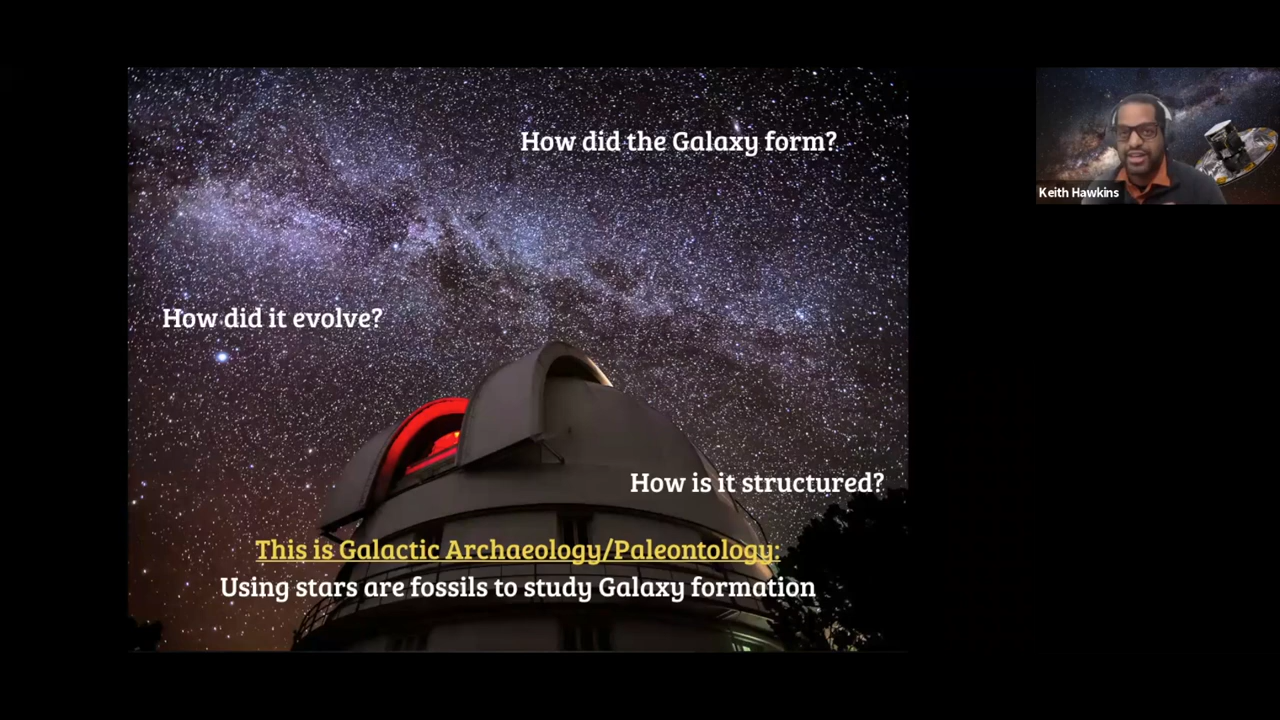 How did the Galaxy form?
Keith Hawkins
How did it evolve?
How is it structured?
This is Galactic Archaeology/Paleontology:
Using stars are fossils to study Galaxy formation